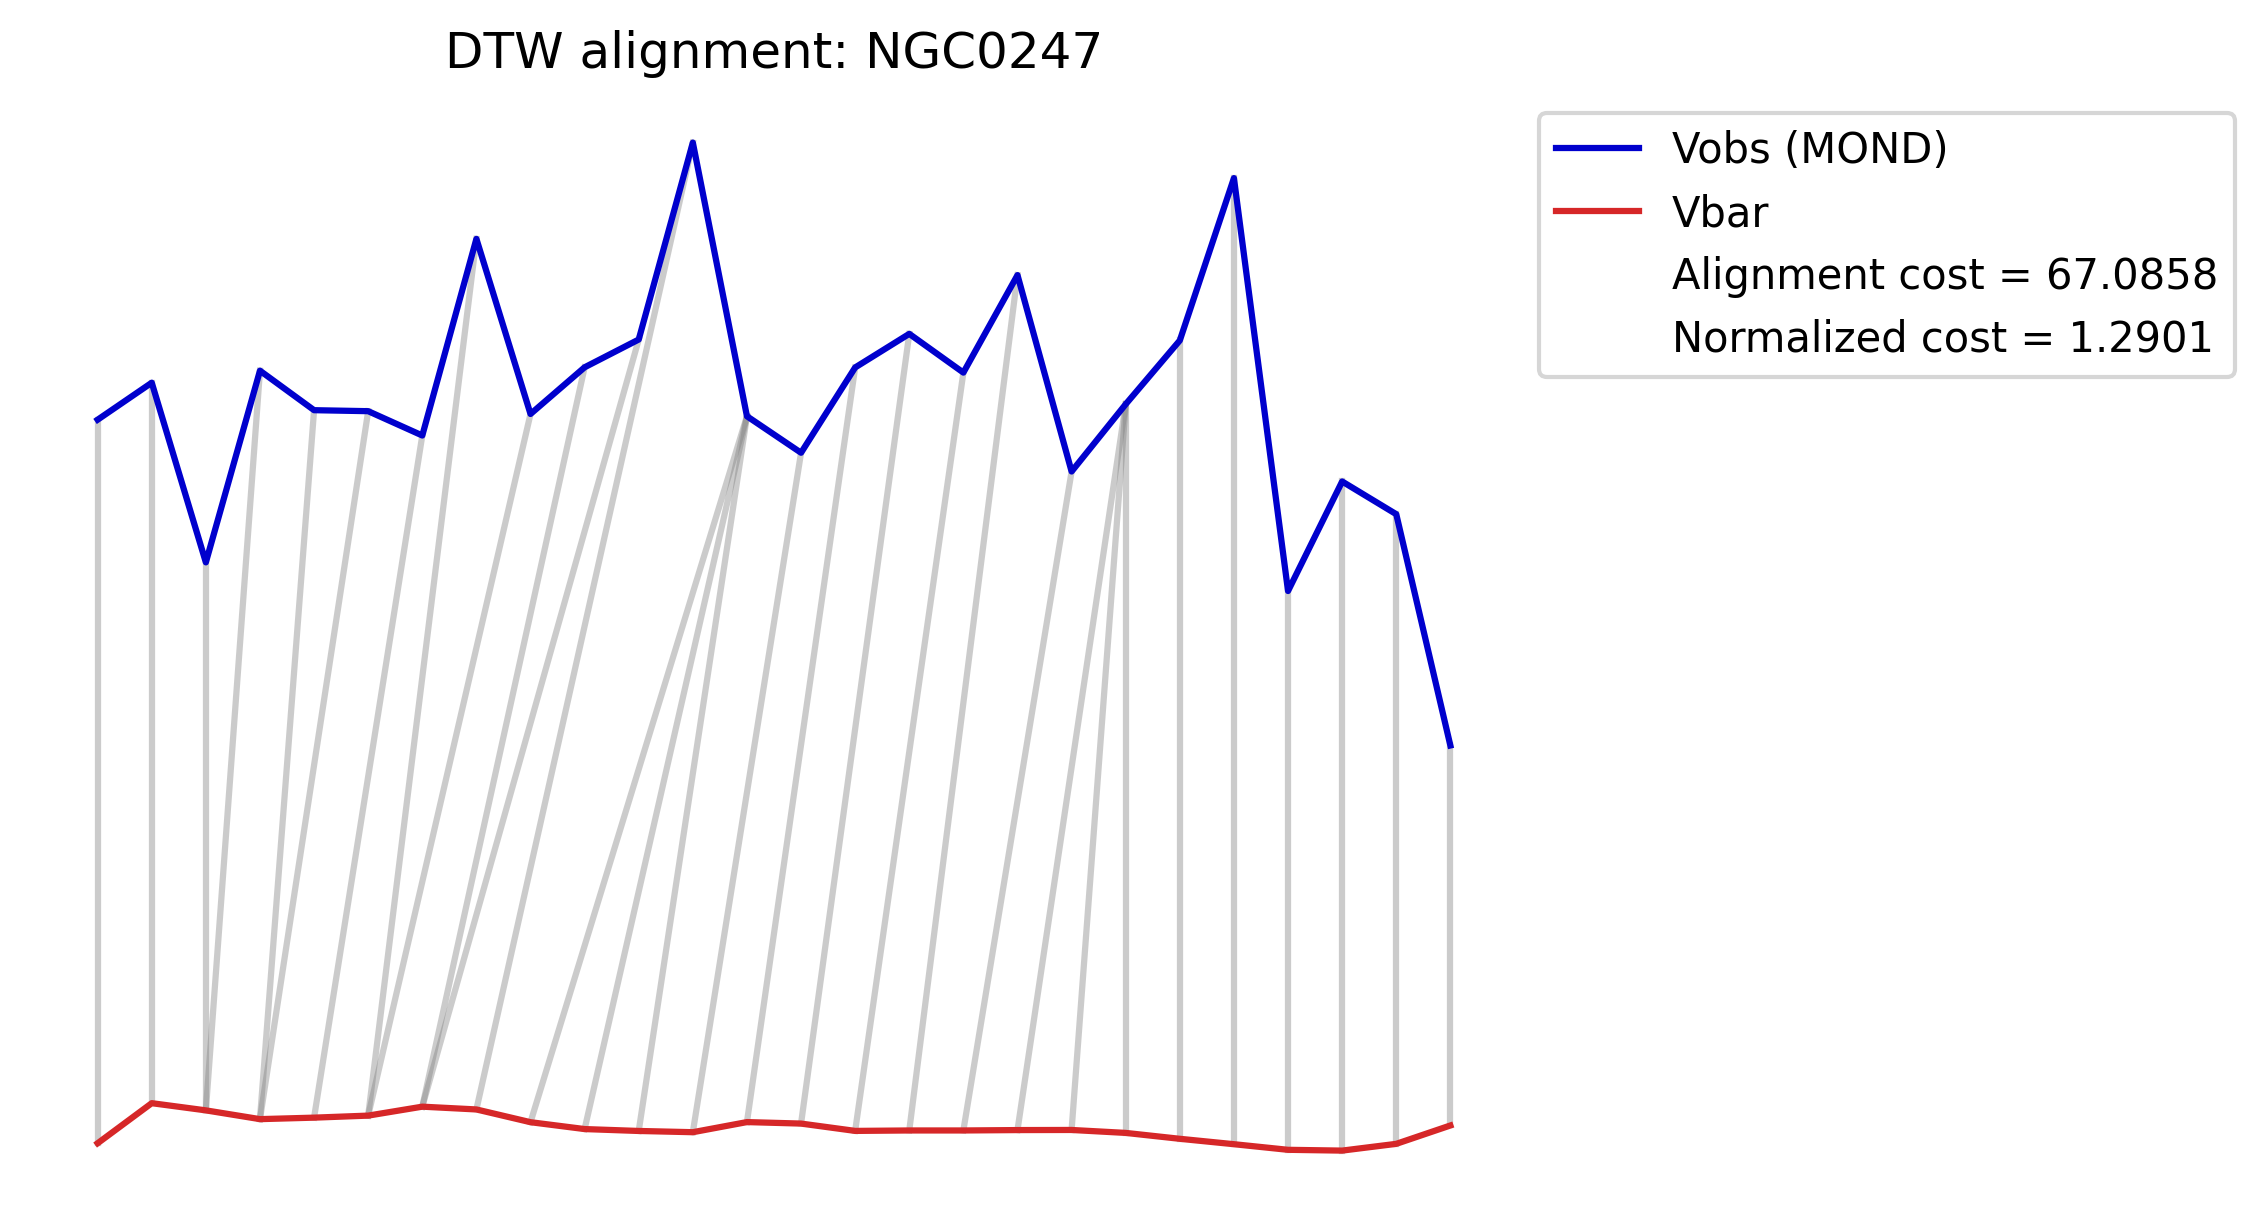 DTW alignment: NGC0247
Vobs (MOND)
Vbar
Alignment cost = 67.0858
Normalized cost = 1.2901